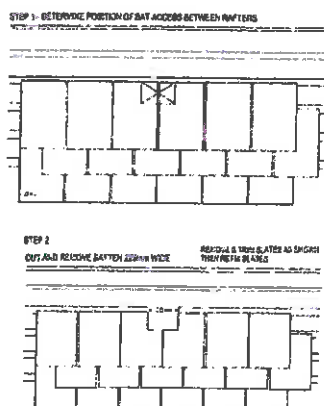 STEP 1- DETERMINE POSITION OF BAT ACCESS BETWEEN RAFTERS
STEP 2
CUT AND REMOVE BATTEN WIDE
REMOVE & TRIM SLATES AS SHOWN
THEN REFIX SLATES